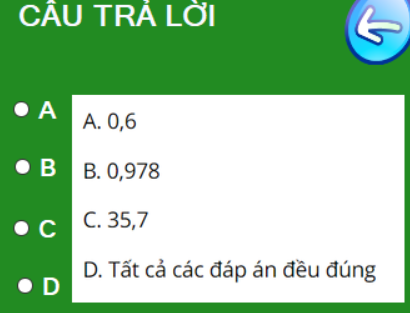 CÂU TRẢ LỜI
A A. 0,6
B B. 0,978
C C. 35,7
D D. Tất cả các đáp án đều đúng